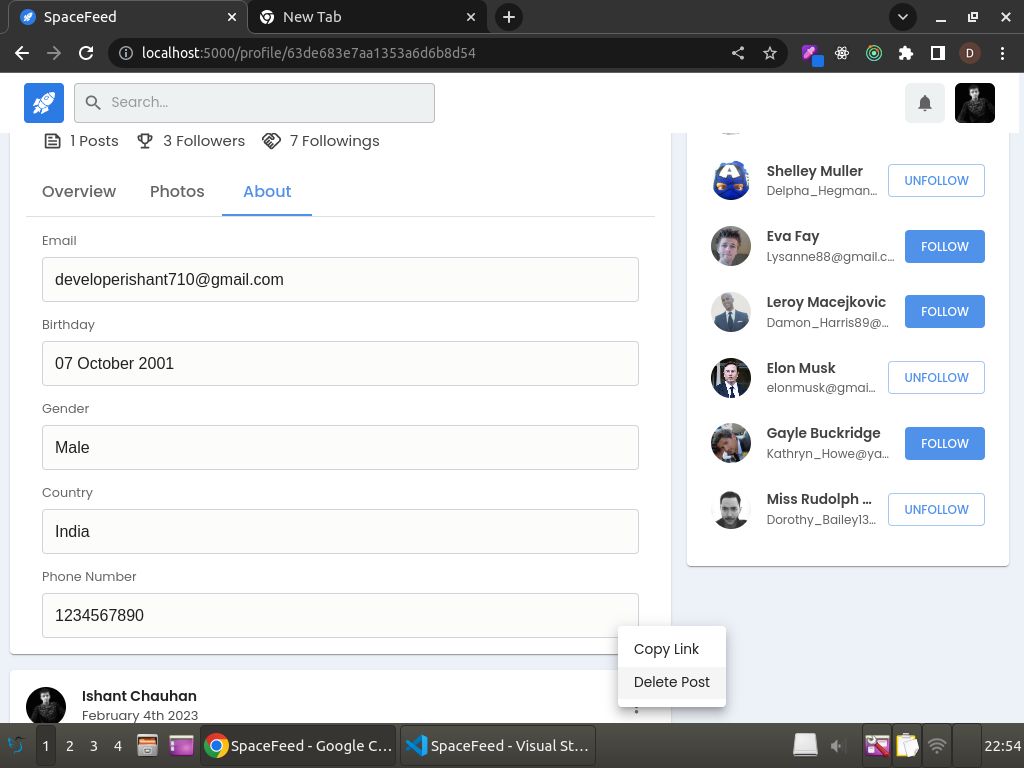 SpaceFeed
New Tab
localhost:5000/profile/63de683e7aa1353a6d6b8d54
D
Search...
1 Posts
3 Followers
7 Followings
Overview
Photos
About
Email
developerishant710@gmail.com
Birthday
07 October 2001
Gender
Male
Country
India
Phone Number
1234567890
Copy Link
Delete Post
Ishant Chauhan
February 4th 2023
Shelley Muller
Delpha_Hegman...
UNFOLLOW
Eva Fay
Lysanne88@gmail.c...
FOLLOW
Leroy Macejkovic
Damon_Harris89@...
FOLLOW
Elon Musk
elonmusk@gmai...
UNFOLLOW
Gayle Buckridge
Kathryn_Howe@ya...
FOLLOW
Miss Rudolph ...
Dorothy_Bailey13...
UNFOLLOW
1 2 3 4
SpaceFeed - Google C...
SpaceFeed - Visual St...
22:54